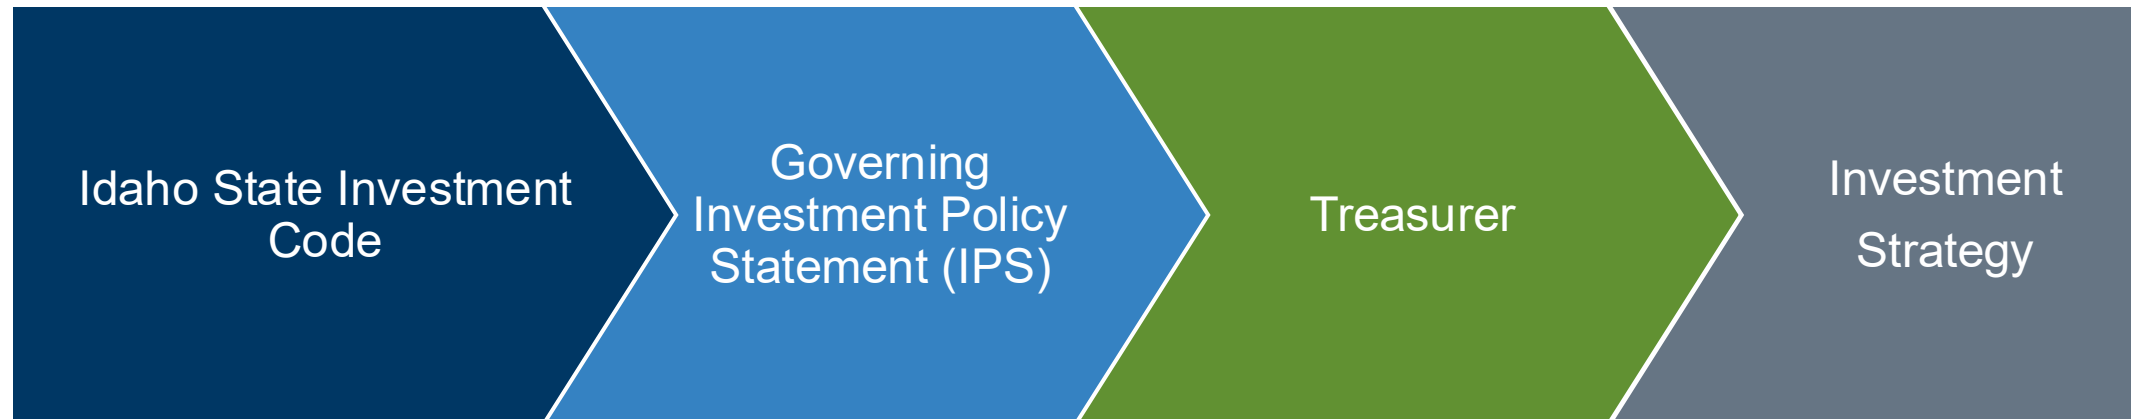 Idaho State Investment
Code
Governing
Investment Policy
Statement (IPS)
Treasurer
Investment
Strategy